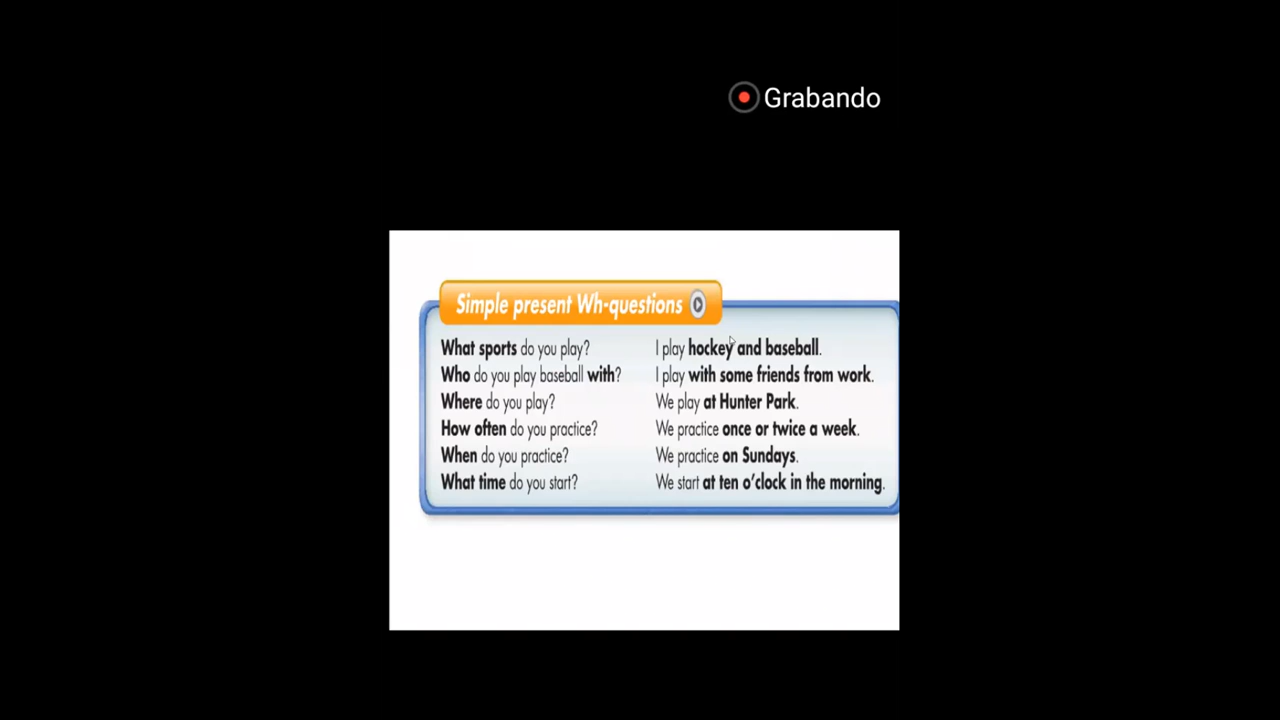 Grabando
Simple present Wh-questions
What sports do you play? I play hockey and baseball.
Who do you play baseball with? I play with some friends from work.
Where do you play? We play at Hunter Park.
How often do you practice? We practice once or twice a week.
When do you practice? We practice on Sundays.
What time do you start? We start at ten o'clock in the morning.